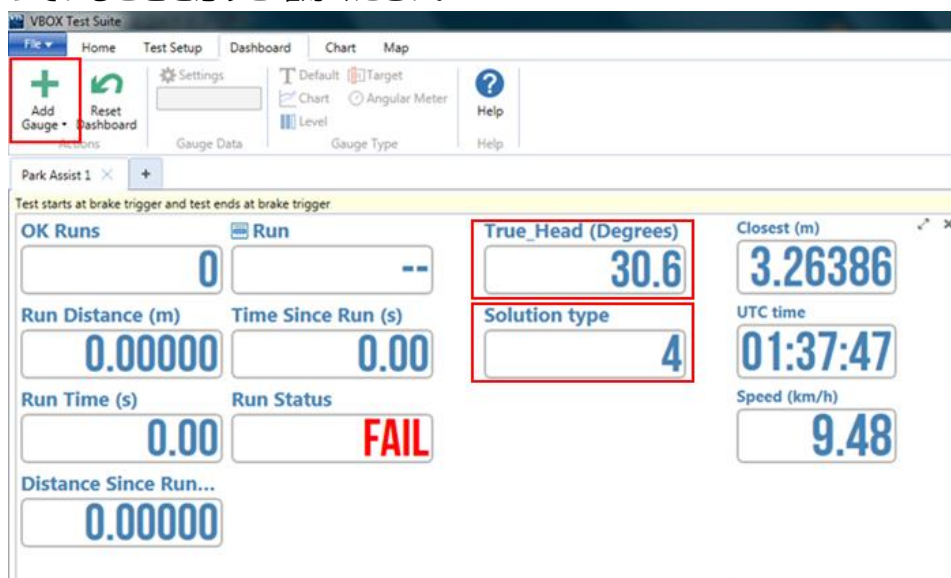 VBOX Test Suite
File Home Test Setup Dashboard Chart Map
Add Gauge
Reset Dashboard
Actions
Settings
Gauge Data
Default Target
Chart Angular Meter
Level
Gauge Type
Help
Help
Park Assist 1
Test starts at brake trigger and test ends at brake trigger
OK Runs
0
Run
--
True_Head (Degrees)
30.6
Closest (m)
3.26386
Run Distance (m)
0.00000
Time Since Run (s)
0.00
Solution type
4
UTC time
01:37:47
Run Time (s)
0.00
Run Status
FAIL
Speed (km/h)
9.48
Distance Since Run...
0.00000